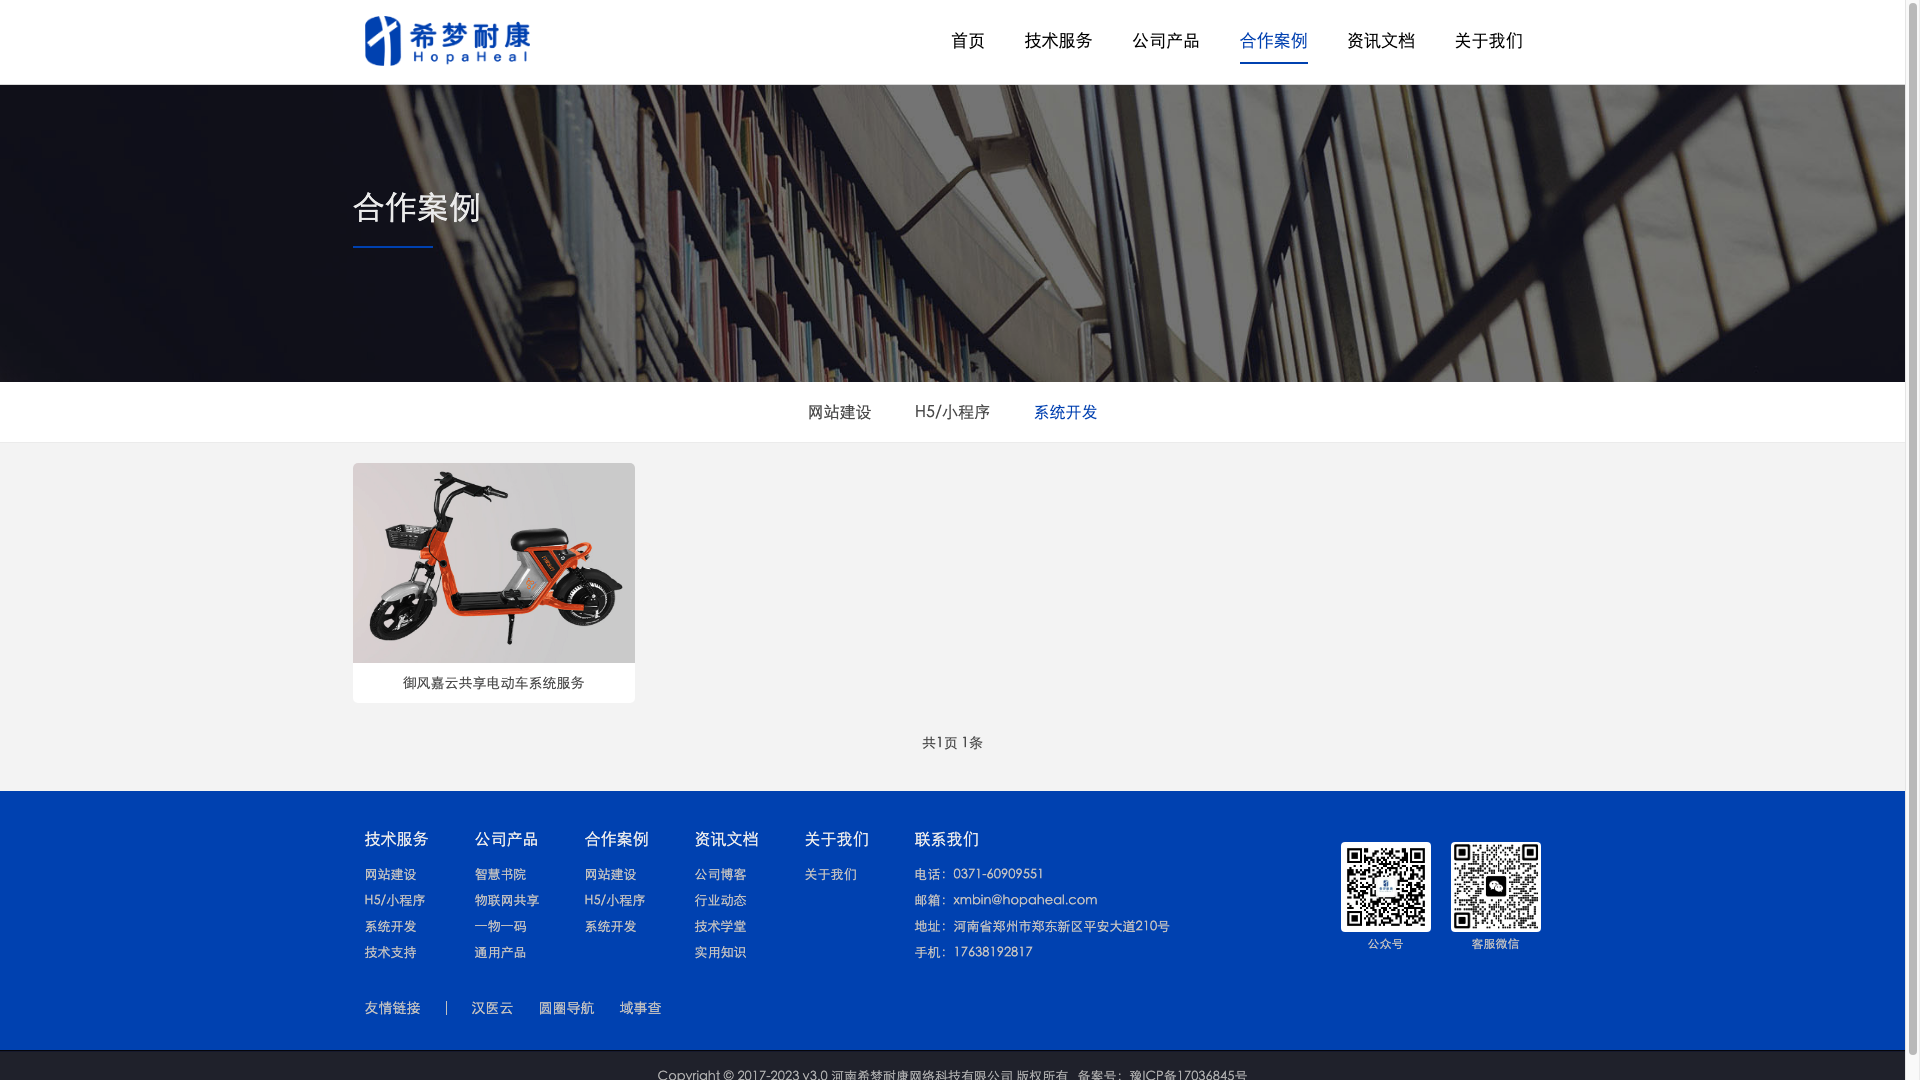 希梦耐康
HopaHeal
首页 技术服务 公司产品 合作案例 资讯文档 关于我们
合作案例
网站建设 H5/小程序 系统开发
御风嘉云共享电动车系统服务
共1页 1条
技术服务 公司产品 合作案例 资讯文档 关于我们 联系我们
网站建设 智慧书院 网站建设 公司博客 关于我们 电话：0371-60909551
H5/小程序 物联网共享 H5/小程序 行业动态 邮箱：xmbin@hopaheal.com
系统开发 一物一码 系统开发 技术学堂 地址：河南省郑州市郑东新区平安大道210号
技术支持 通用产品 实用知识 手机：17638192817
公众号 客服微信
友情链接 | 汉医云 圆圈导航 域事查
Copyright © 2017-2023 v3.0 河南希梦耐康网络科技有限公司 版权所有 备案号：豫ICP备17036845号